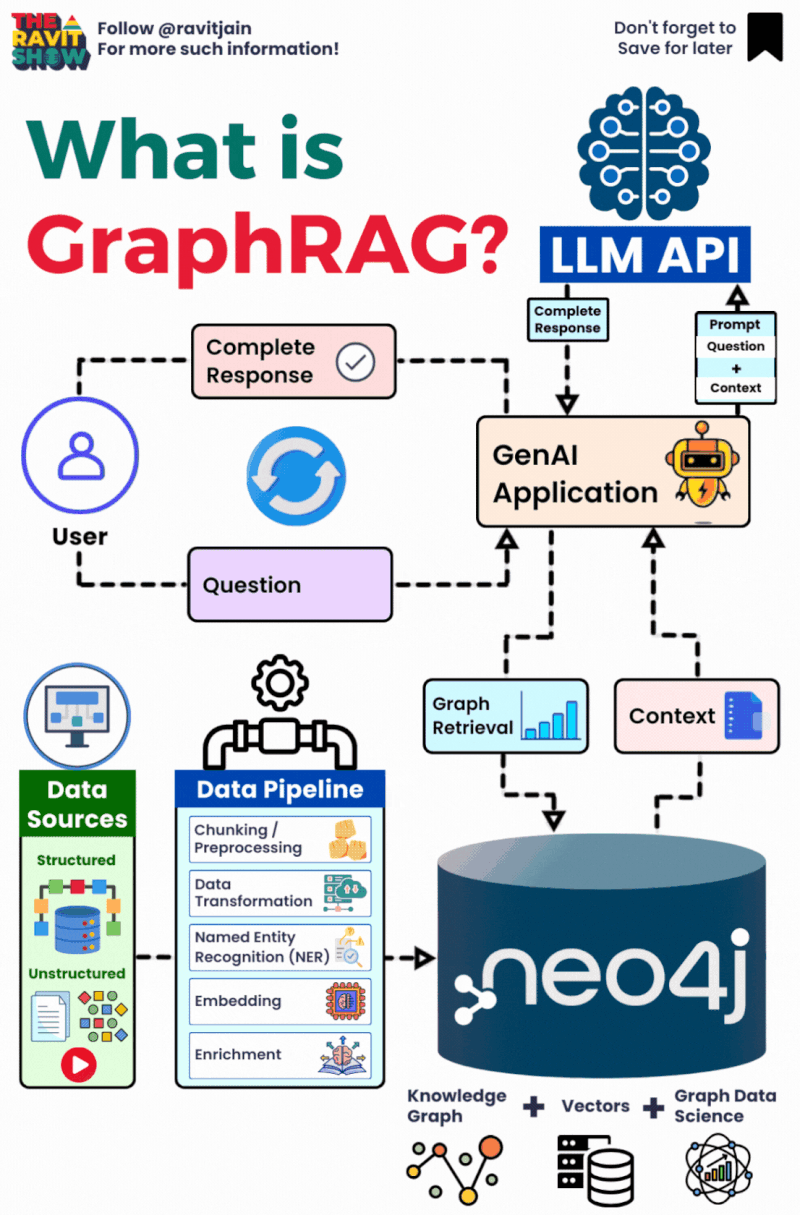 THE
RAVIT
SHOW
Follow @ravitjain
For more such information!
Don't forget to
Save for later
What is
GraphRAG?
LLM API
Complete
Response
Prompt
Question
+
Context
Complete
Response
GenAI
Application
User
Question
Graph
Retrieval
Context
Data
Sources
Structured
Unstructured
Data Pipeline
Chunking /
Preprocessing
Data
Transformation
Named Entity
Recognition (NER)
Embedding
Enrichment
neo4j
Knowledge
Graph
+
Vectors
+
Graph Data
Science